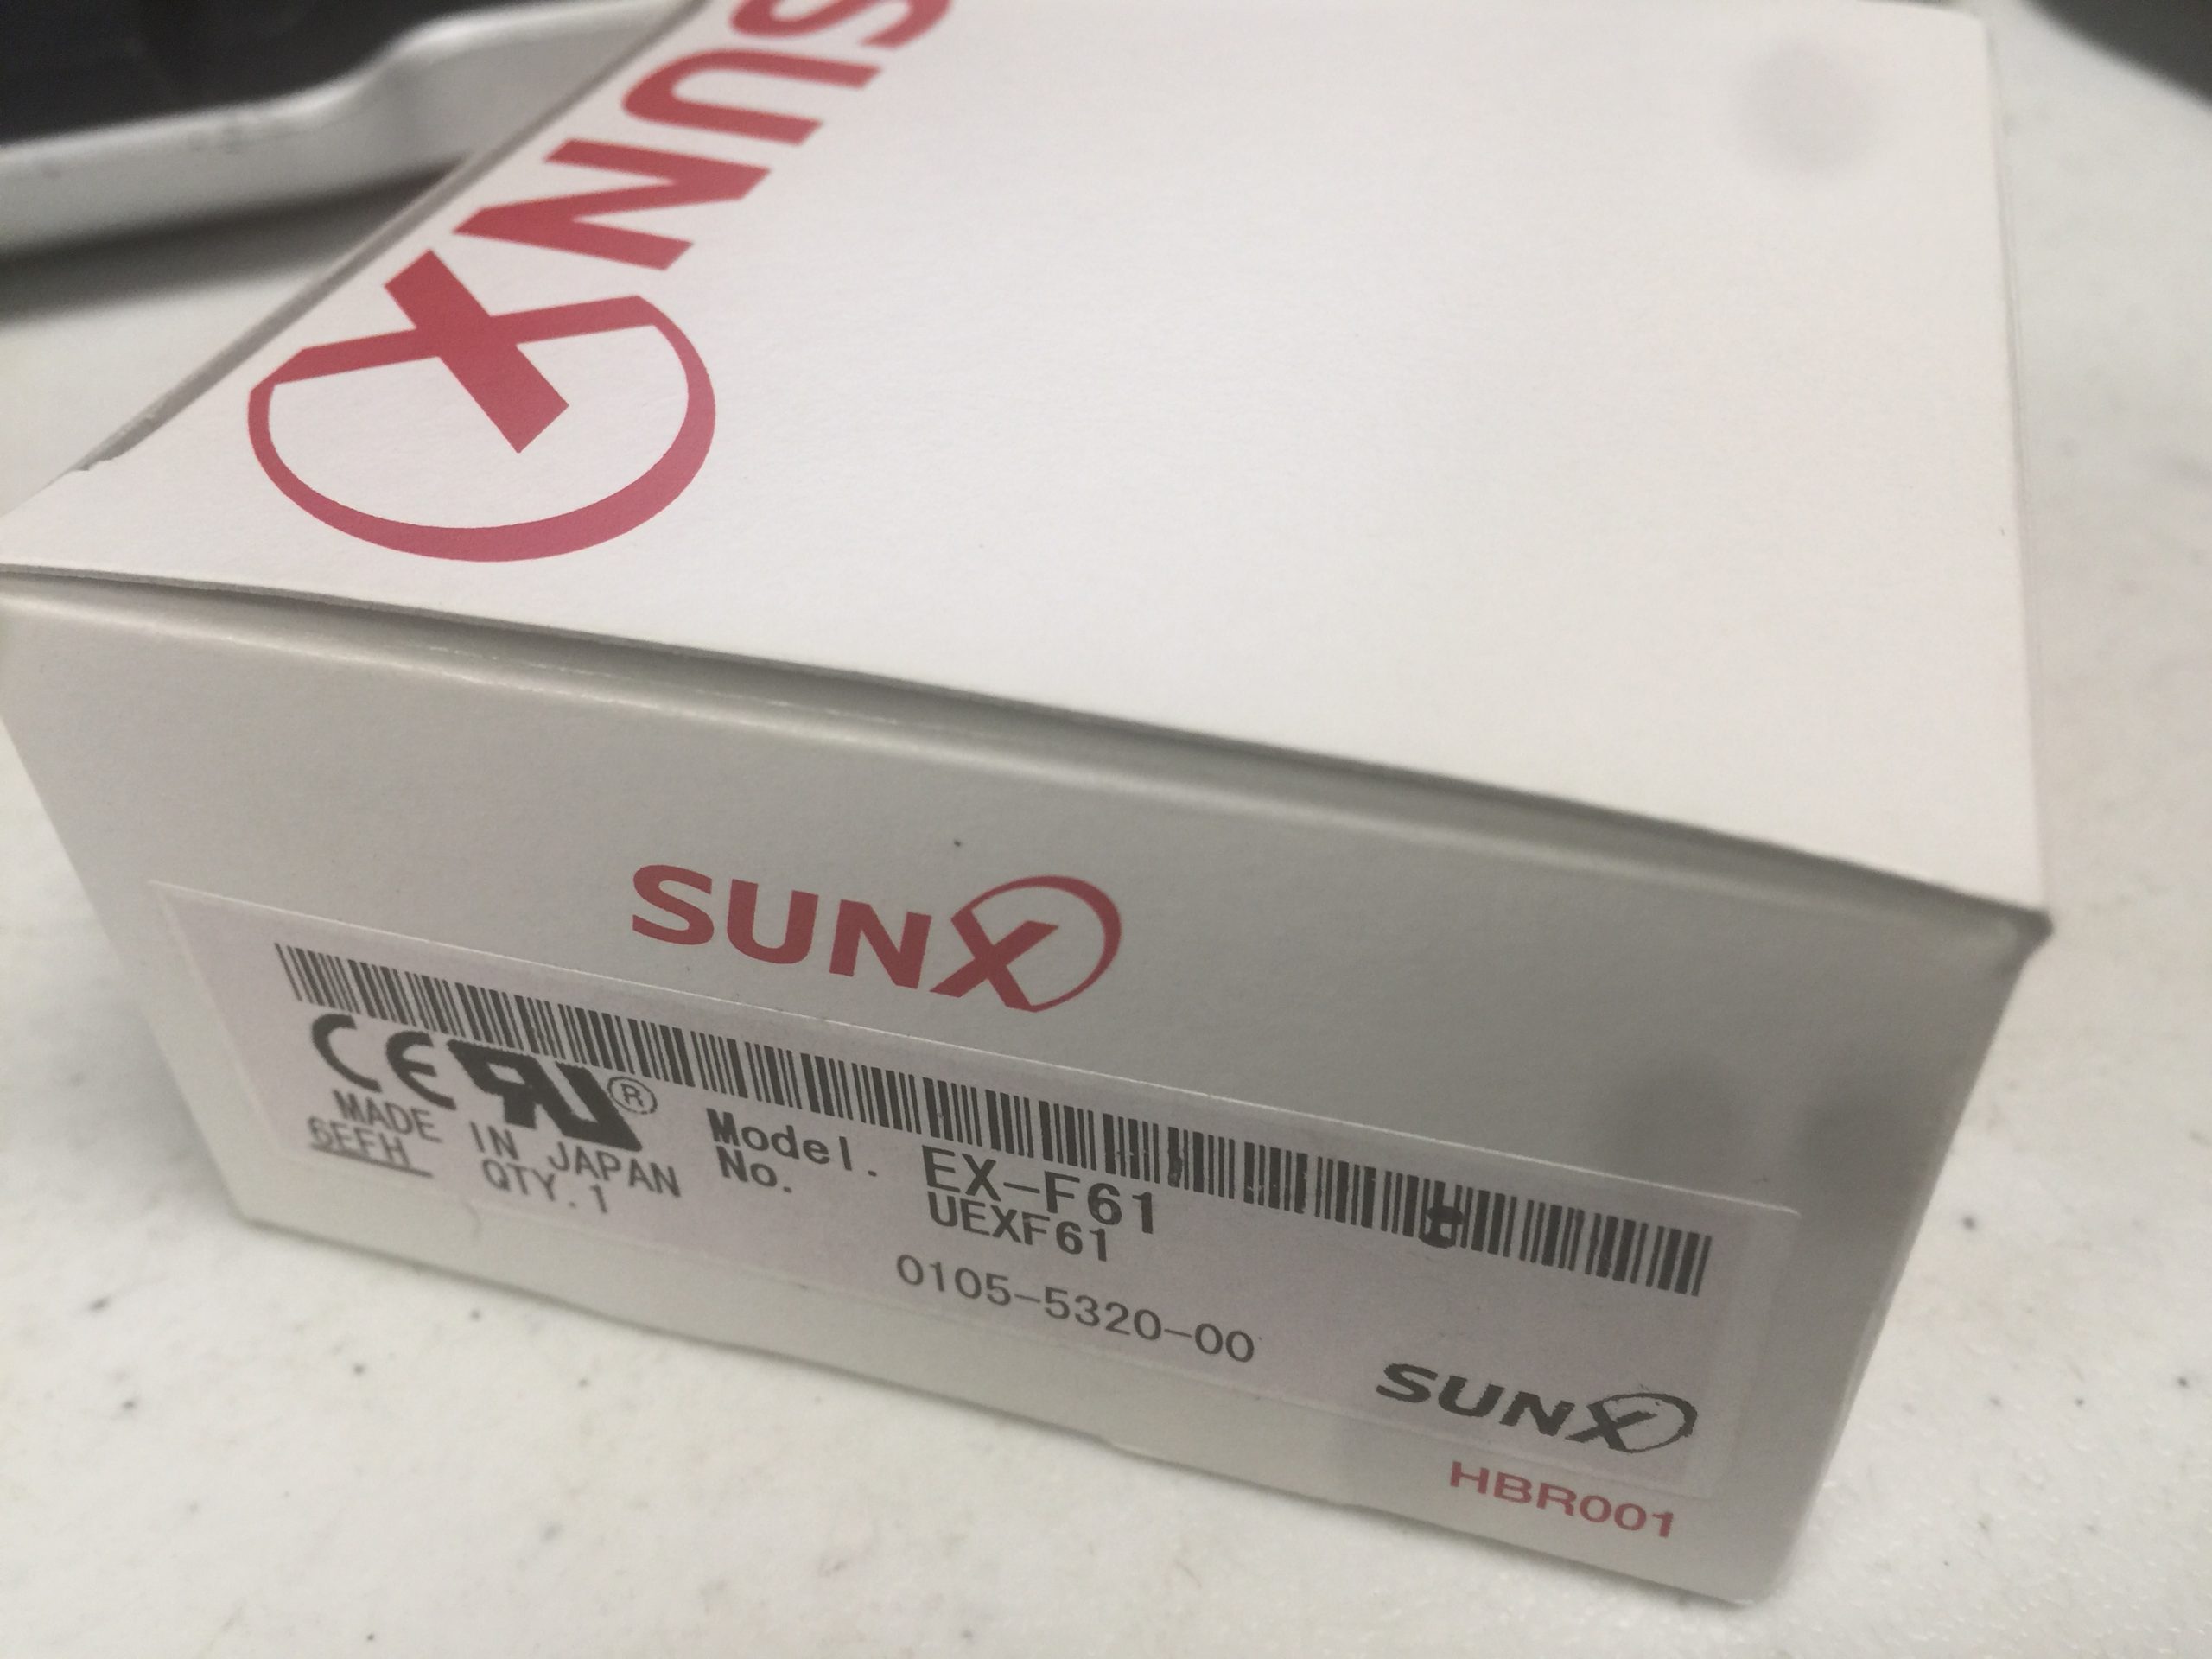 SUNX
SUNX
CE RU ®
MADE IN JAPAN
6EFH QTY.1
Model. EX-F61
No. UEXF61
0105-5320-00
SUNX
HBR001